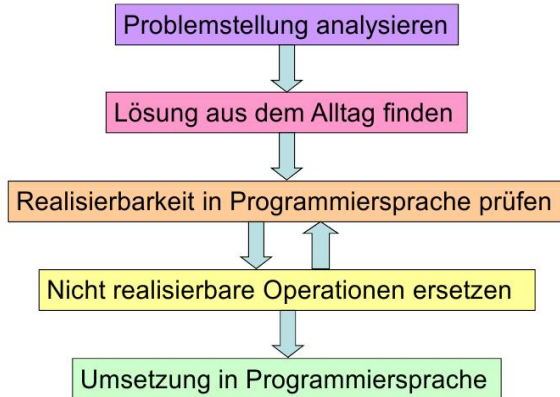 Problemstellung analysieren
Lösung aus dem Alltag finden
Realisierbarkeit in Programmiersprache prüfen
Nicht realisierbare Operationen ersetzen
Umsetzung in Programmiersprache